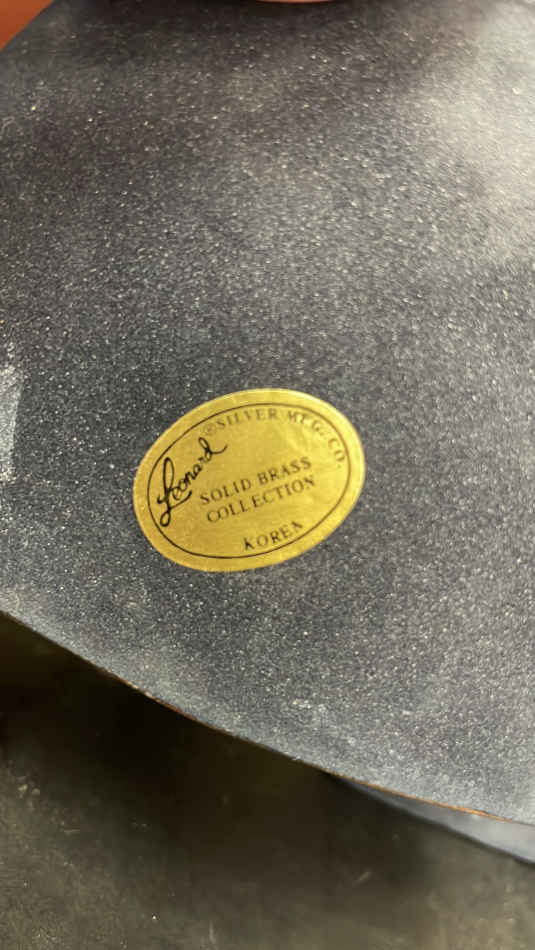 Leonard
®SILVER MFG. CO.
SOLID BRASS
COLLECTION
KOREA